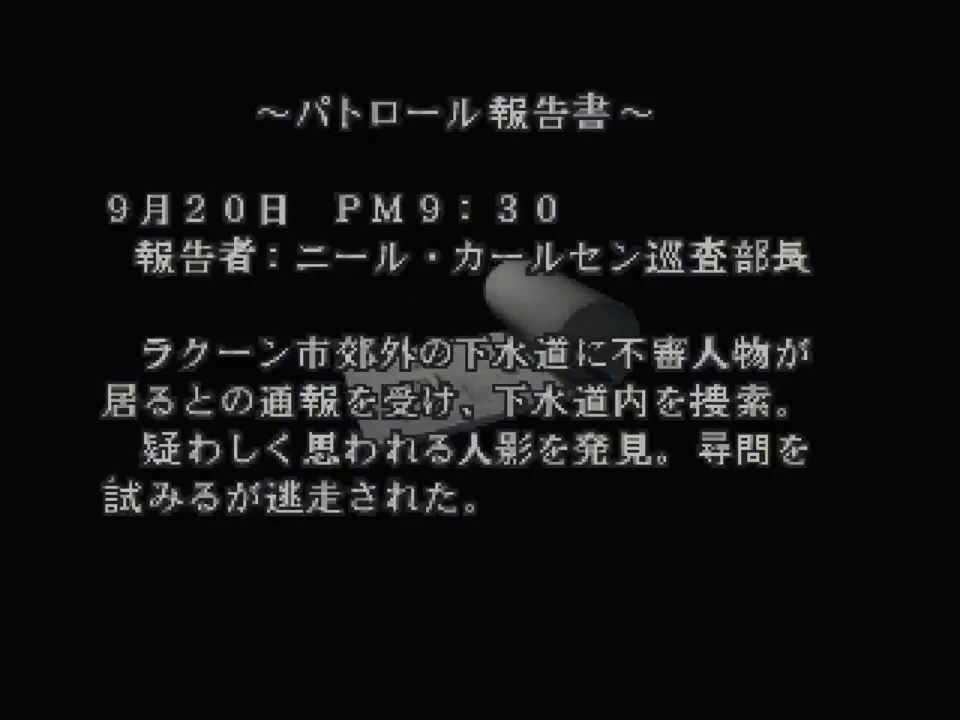 ～パトロール報告書～
９月２０日　ＰＭ９：３０
報告者：ニール・カールセン巡査部長
ラクーン市郊外の下水道に不審人物が
居るとの通報を受け、下水道内を捜索。
疑わしく思われる人影を発見。尋問を
試みるが逃走された。